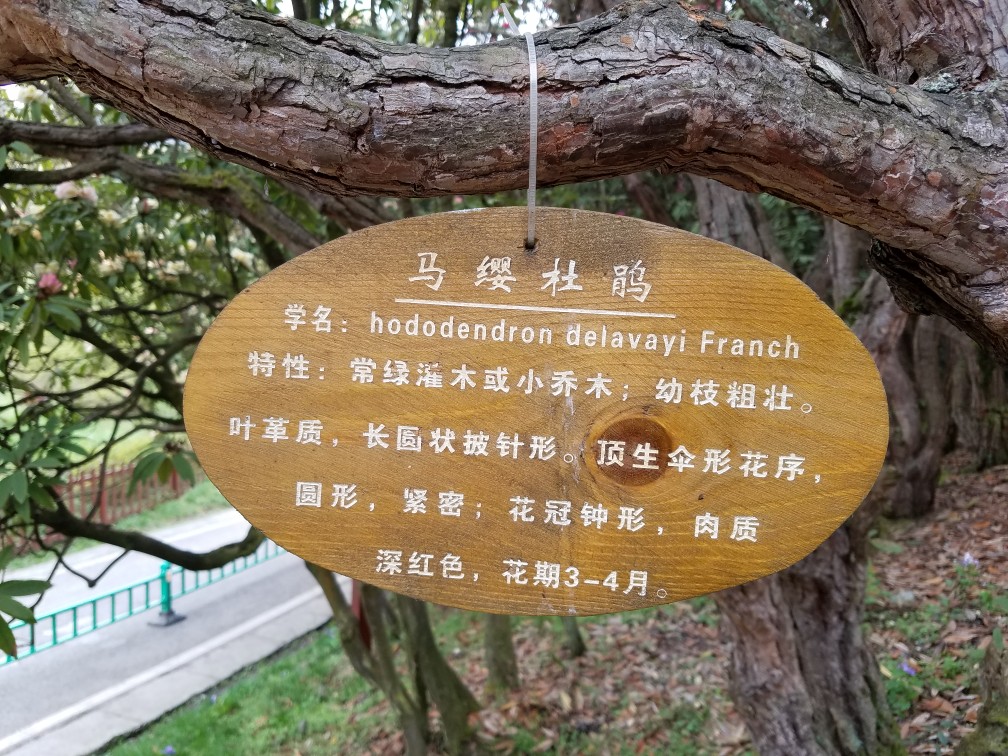 马缨杜鹃
学名：hododendron delavayi Franch
特性：常绿灌木或小乔木；幼枝粗壮。
叶革质，长圆状披针形。顶生伞形花序，
圆形，紧密；花冠钟形，肉质
深红色，花期3-4月。